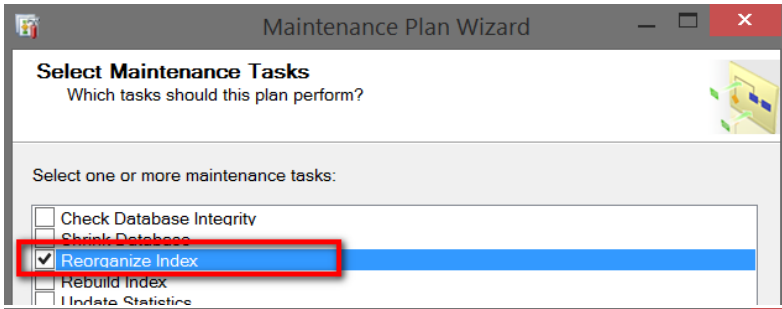 Maintenance Plan Wizard
Select Maintenance Tasks
Which tasks should this plan perform?
Select one or more maintenance tasks:
Check Database Integrity
Shrink Database
Reorganize Index
Rebuild Index
Update Statistics